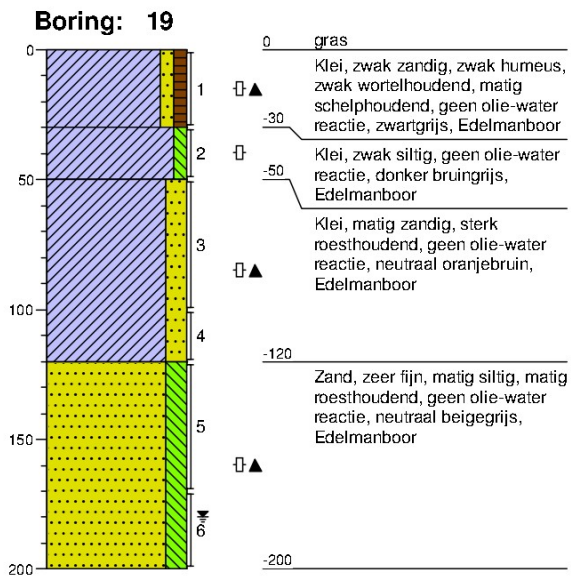 Boring: 19
0
50
100
150
200
1
2
3
4
5
6
0 gras
Klei, zwak zandig, zwak humeus,
zwak wortelhoudend, matig
schelphoudend, geen olie-water
reactie, zwartgrijs, Edelmanboor
-30
Klei, zwak siltig, geen olie-water
reactie, donker bruingrijs,
Edelmanboor
-50
Klei, matig zandig, sterk
roesthoudend, geen olie-water
reactie, neutraal oranjebruin,
Edelmanboor
-120
Zand, zeer fijn, matig siltig, matig
roesthoudend, geen olie-water
reactie, neutraal beigegrijs,
Edelmanboor
-200